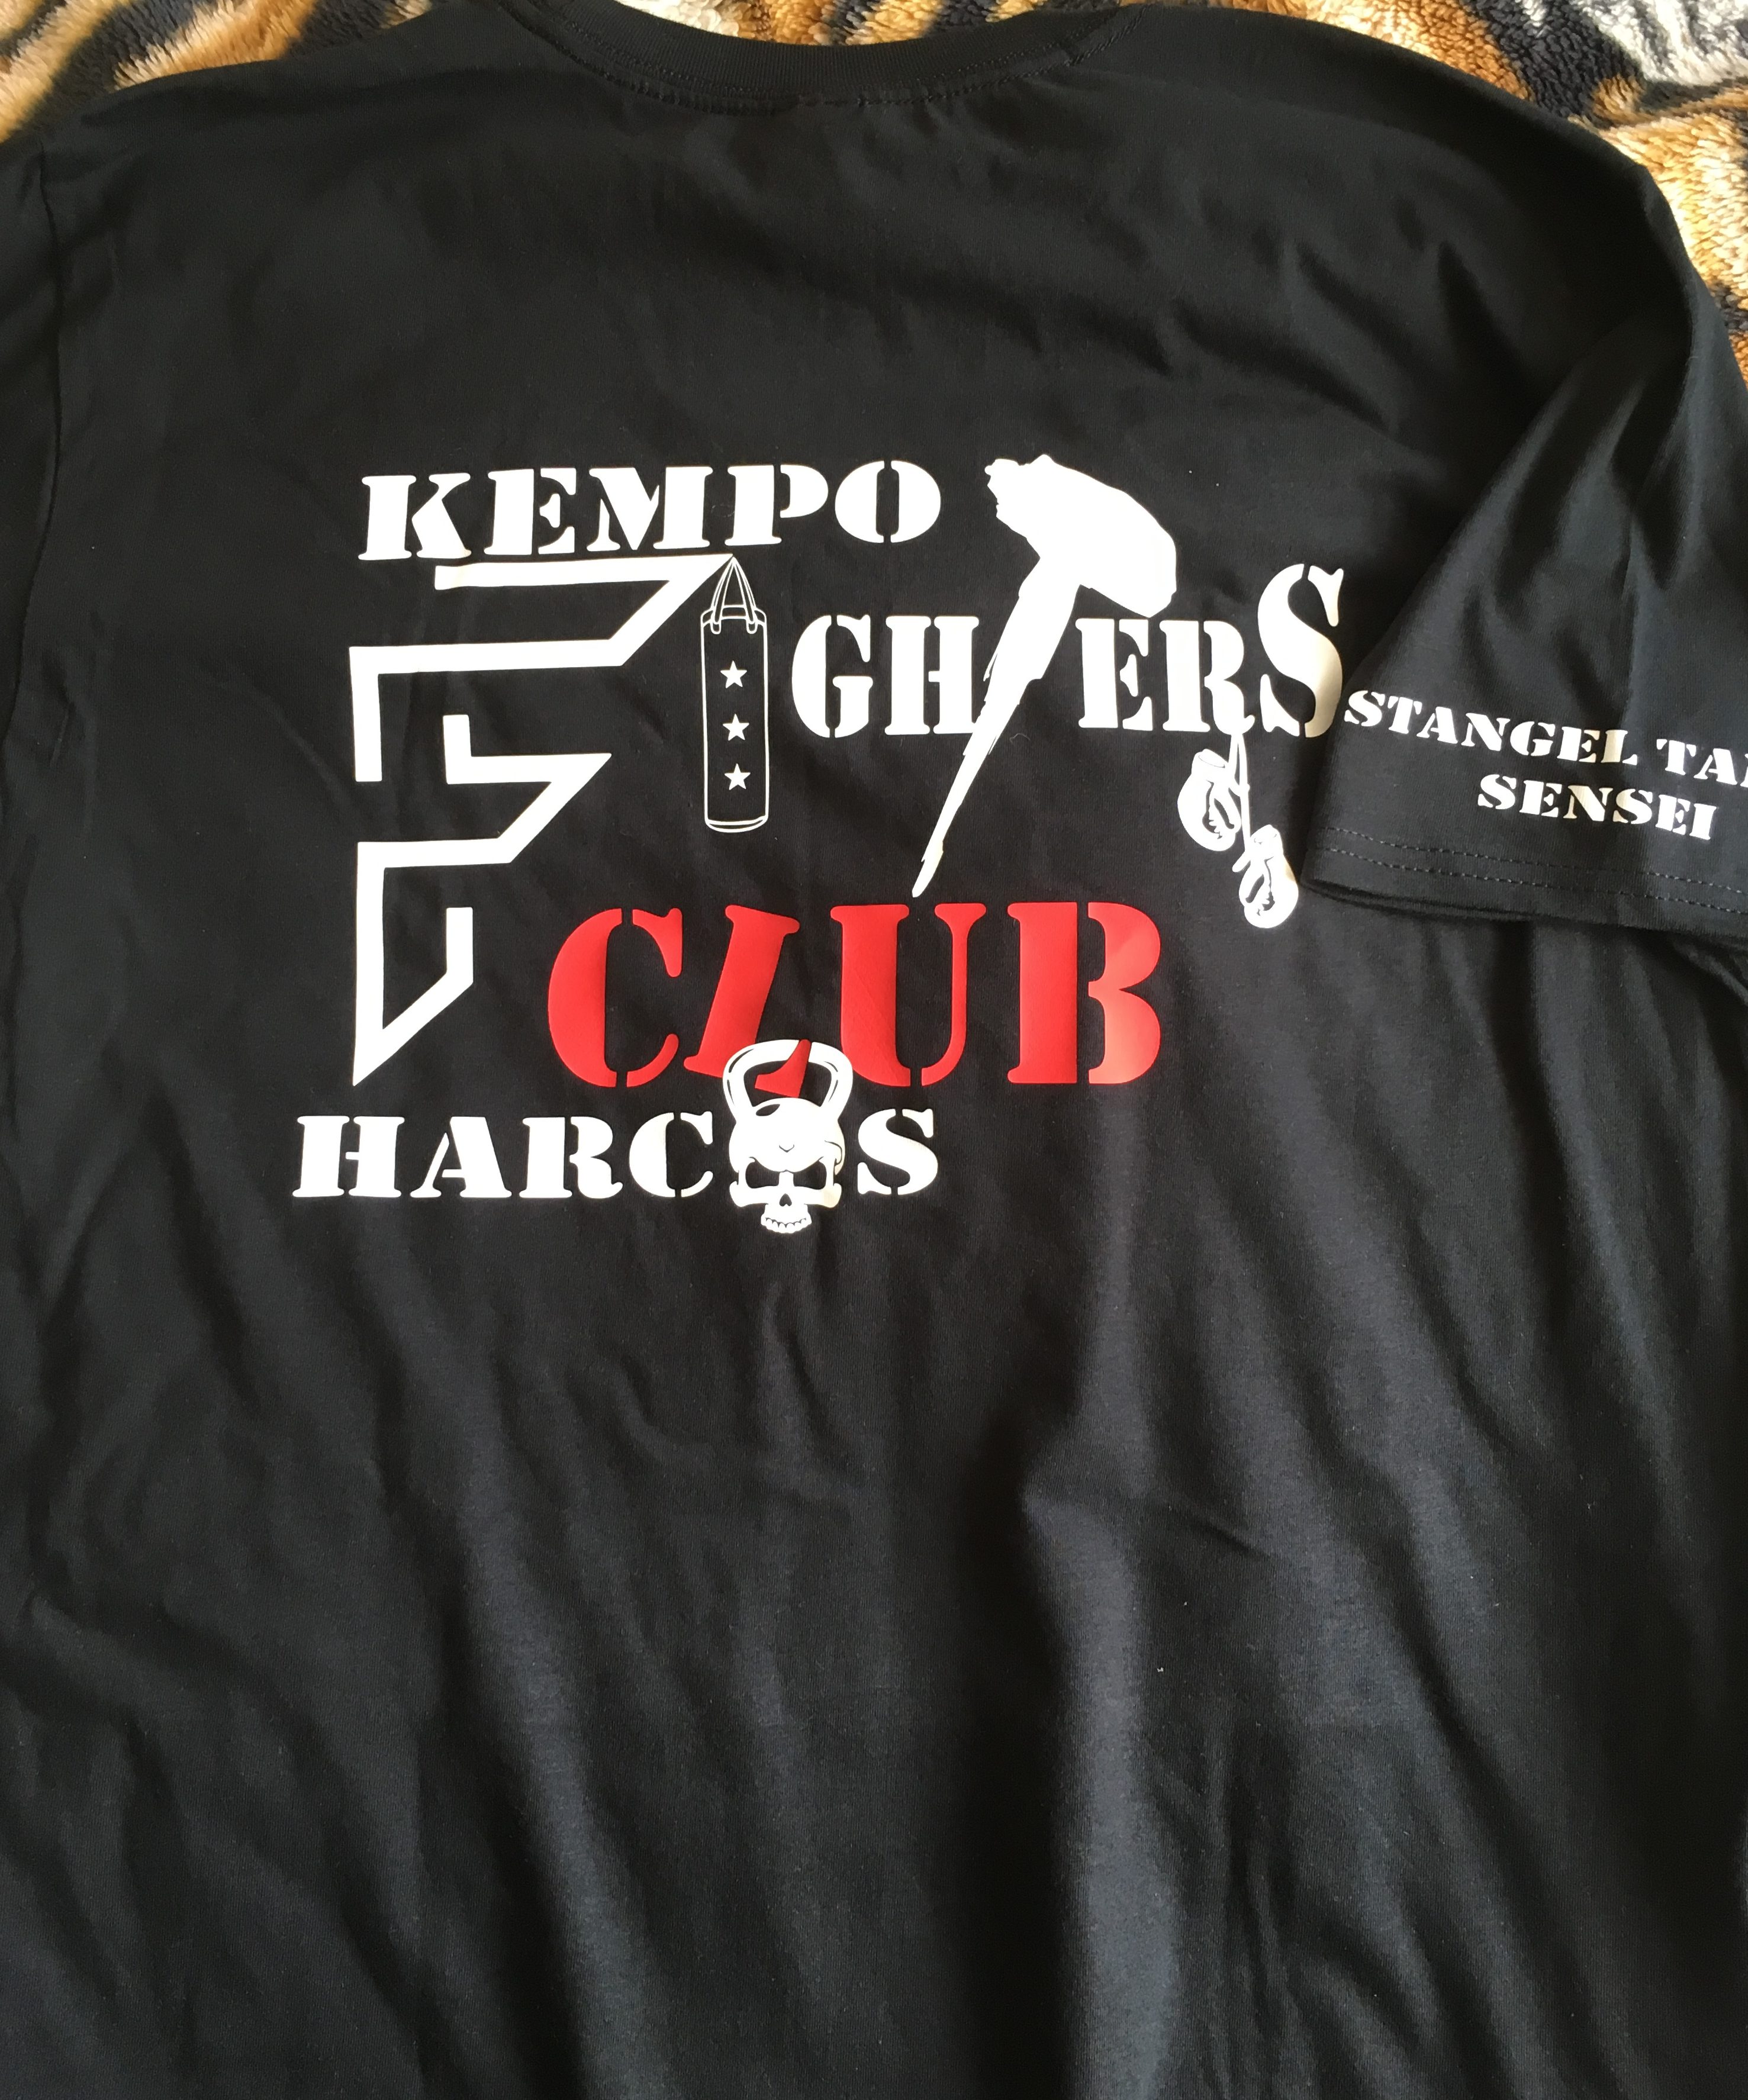 KEMPO
FIGHTERS
STANGEL
SENSEI
CLUB
HARCOS